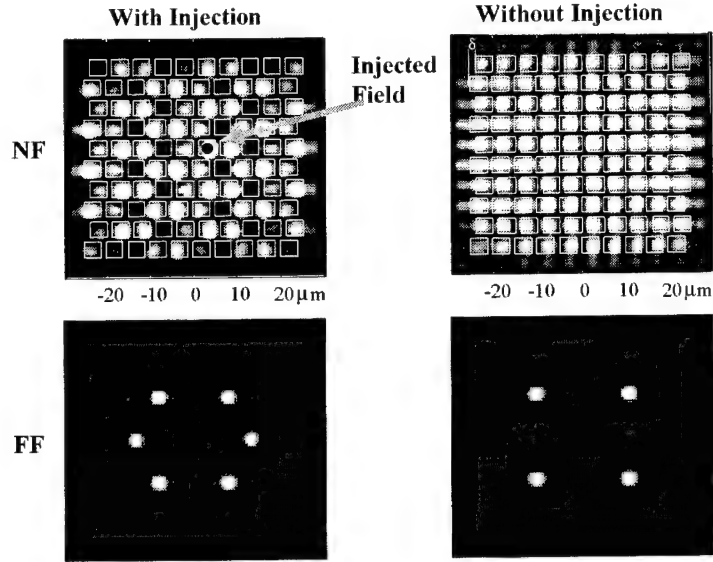 With Injection
Without Injection
δ
Injected
Field
NF
-20 -10 0 10 20μm
-20 -10 0 10 20μm
FF